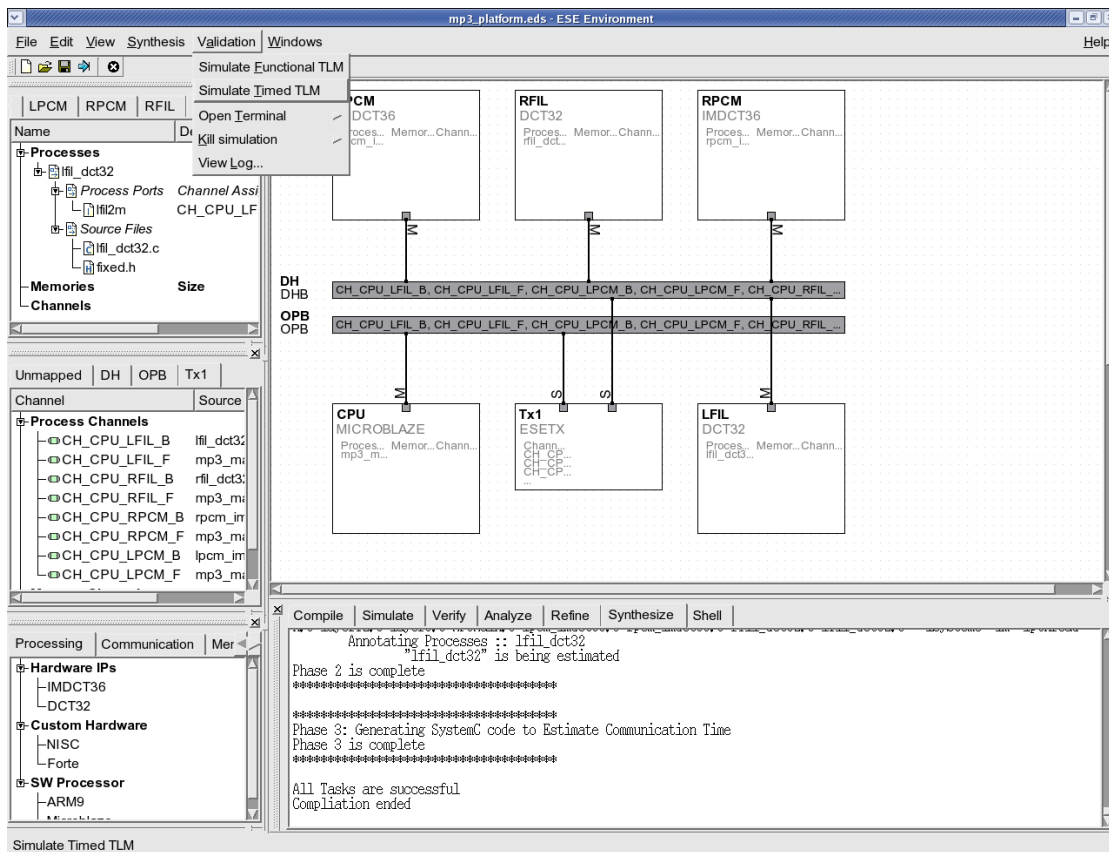 mp3_platform.eds - ESE Environment
File Edit View Synthesis Validation Windows Help
Simulate Functional TLM
Simulate Timed TLM
Open Terminal
Kill simulation
View Log...
LPCM RPCM RFIL
Name
Processes
lfil_dct32
Process Ports Channel Assi
lfil2m CH_CPU_LF
Source Files
lfil_dct32.c
fixed.h
Memories Size
Channels
Unmapped DH OPB Tx1
Channel Source
Process Channels
CH_CPU_LFIL_B lfil_dct32
CH_CPU_LFIL_F mp3_ma
CH_CPU_RFIL_B rfil_dct32
CH_CPU_RFIL_F mp3_ma
CH_CPU_RPCM_B rpcm_im
CH_CPU_RPCM_F mp3_ma
CH_CPU_LPCM_B lpcm_im
CH_CPU_LPCM_F mp3_ma
Processing Communication Mer
Hardware IPs
IMDCT36
DCT32
Custom Hardware
NISC
Forte
SW Processor
ARM9
Microblaze
PCM
DCT36
Memor...Chann...
RFIL
DCT32
Proces... Memor...Chann...
rfil_dct...
RPCM
IMDCT36
Proces... Memor...Chann...
rpcm_i...
M M M
DH
DHB
CH_CPU_LFIL_B, CH_CPU_LFIL_F, CH_CPU_LPCM_B, CH_CPU_LPCM_F, CH_CPU_RFIL_...
OPB
OPB
CH_CPU_LFIL_B, CH_CPU_LFIL_F, CH_CPU_LPCM_B, CH_CPU_LPCM_F, CH_CPU_RFIL_...
M S S M
CPU
MICROBLAZE
Proces... Memor...Chann...
mp3_m...
Tx1
ESETX
Chann...
CH_CP...
CH_CP...
CH_CP...
...
LFIL
DCT32
Proces... Memor...Chann...
lfil_dct3...
Compile Simulate Verify Analyze Refine Synthesize Shell
Annotating Processes :: lfil_dct32
"lfil_dct32" is being estimated
Phase 2 is complete
****************************************
****************************************
Phase 3: Generating SystemC code to Estimate Communication Time
Phase 3 is complete
****************************************
All Tasks are successful
Compliation ended
Simulate Timed TLM